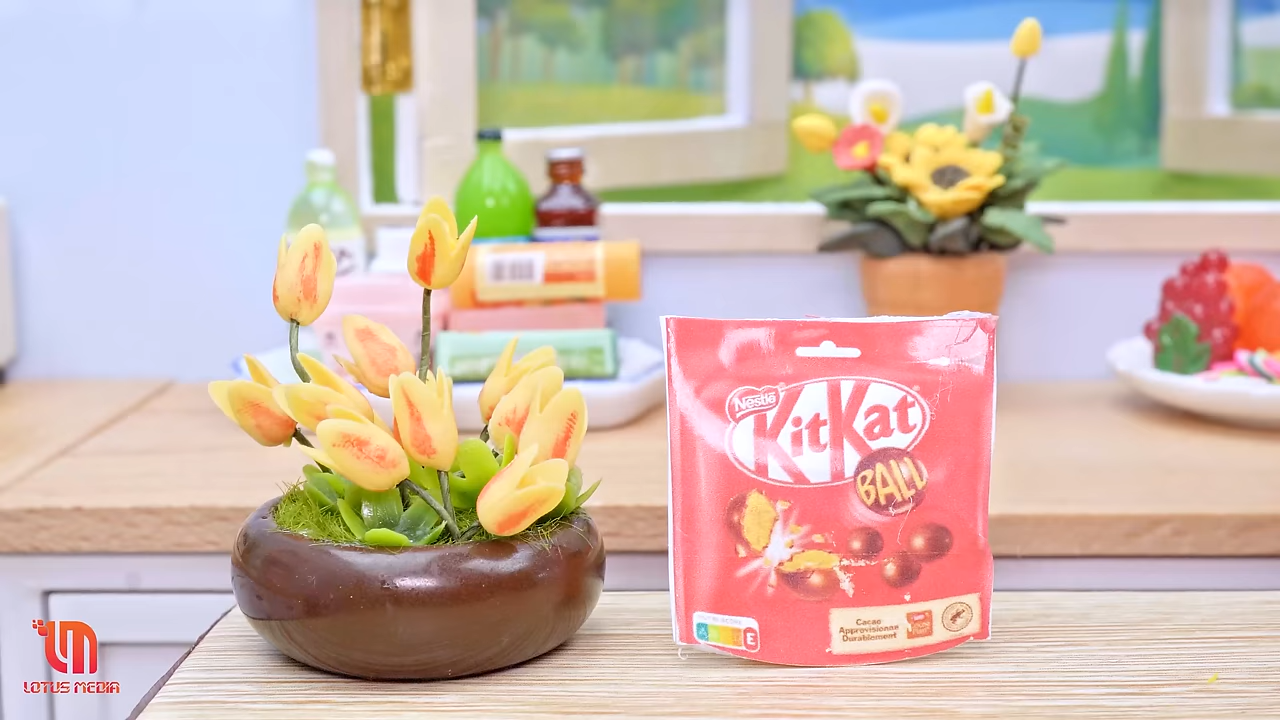 Nestlé
KitKat
BALL
E
Cacao
Approvisionné
Durablement
LOTUS MEDIA